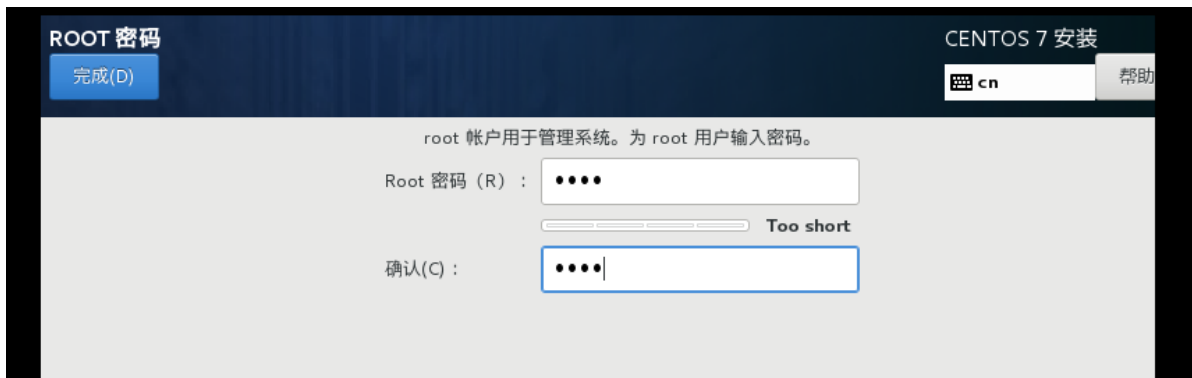 ROOT 密码
CENTOS 7 安装
完成(D)
cn
帮助
root 帐户用于管理系统。为 root 用户输入密码。
Root 密码（R）：
••••
Too short
确认(C)：
••••